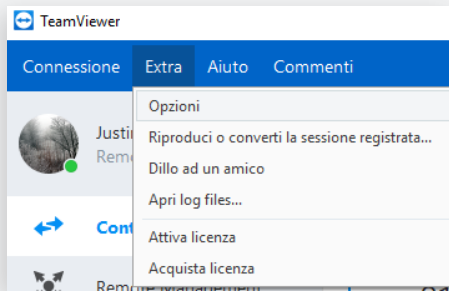 TeamViewer
Connessione Extra Aiuto Commenti
Opzioni
Riproduci o converti la sessione registrata...
Dillo ad un amico
Apri log files...
Attiva licenza
Acquista licenza